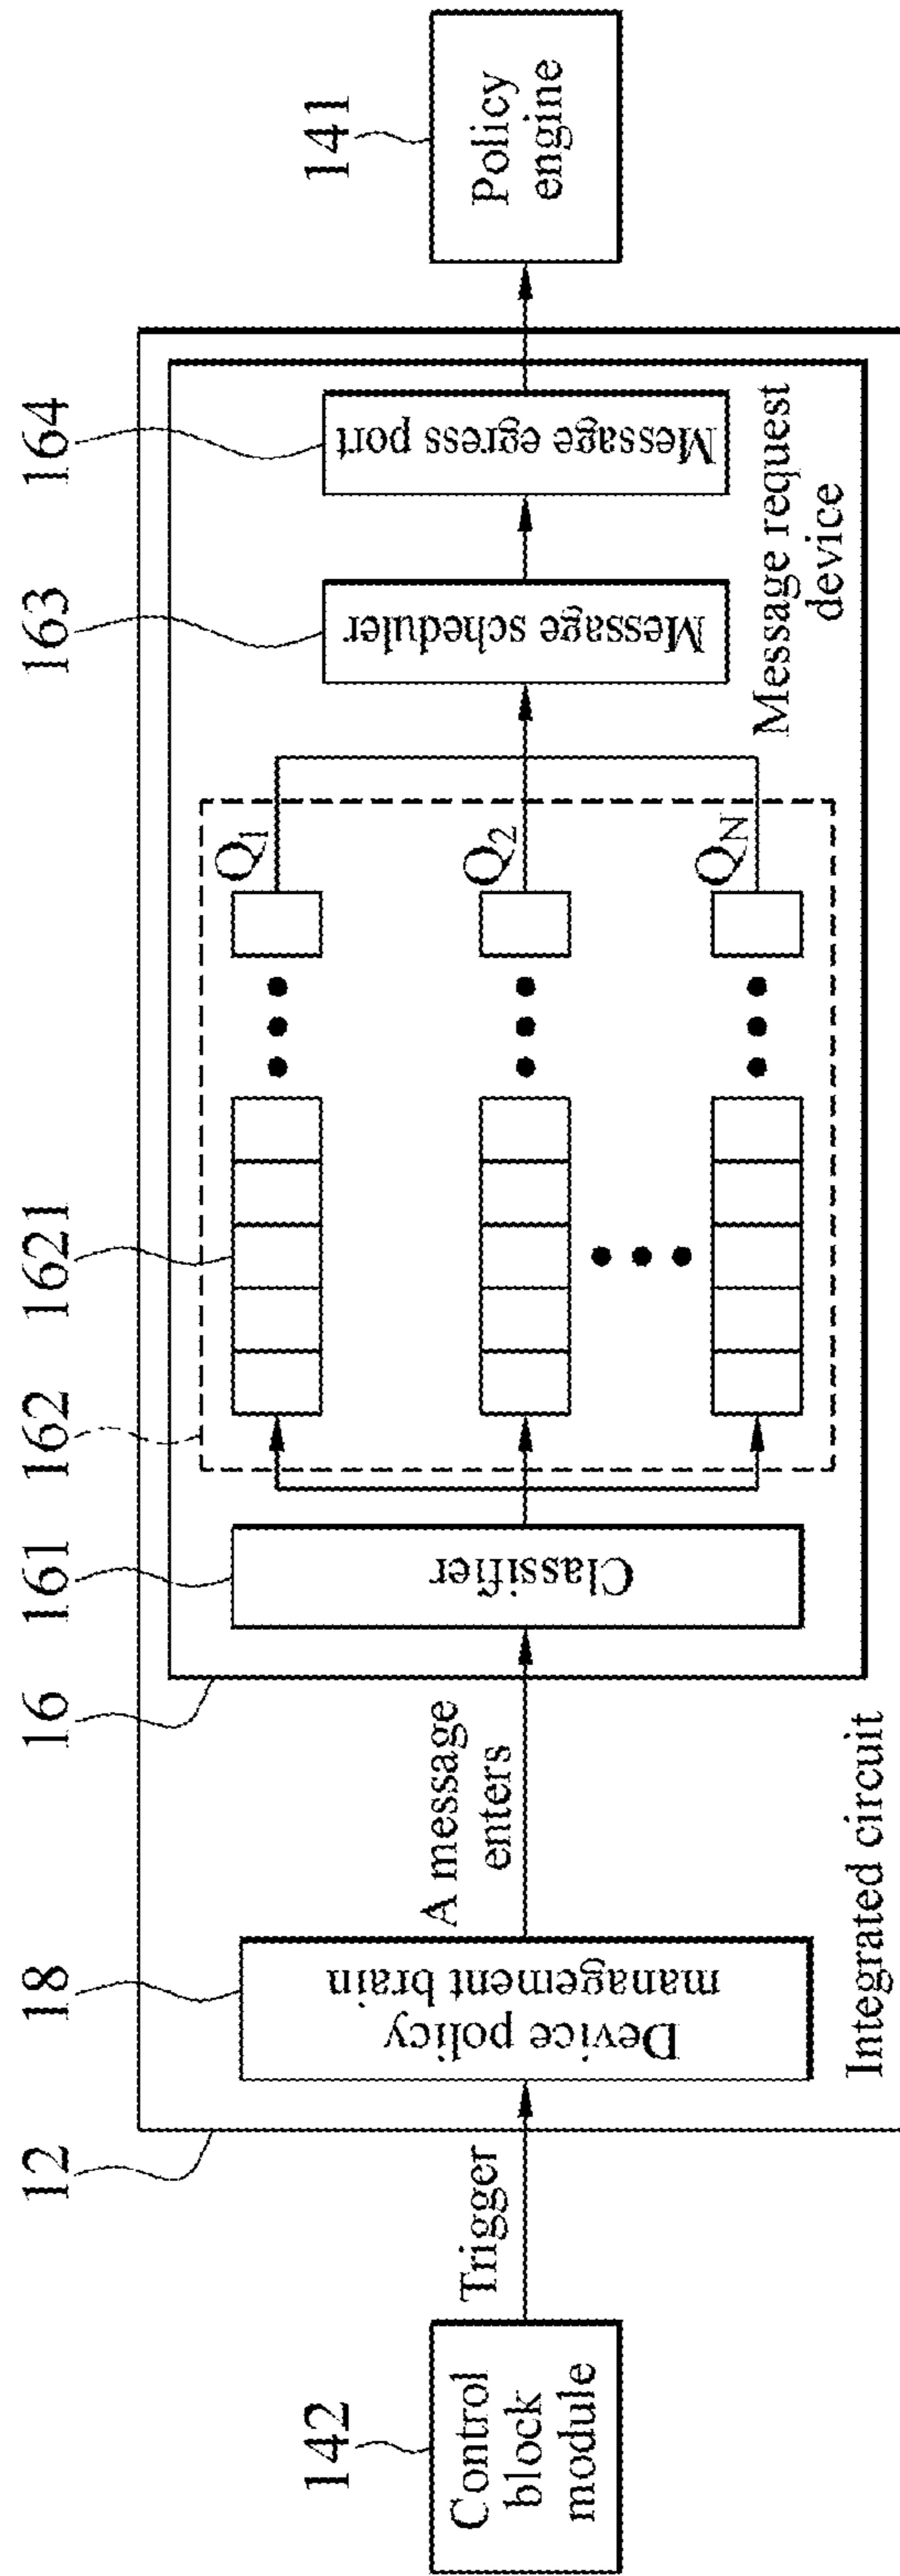 142
Control
block
module
Trigger
12
18
Device policy
management brain
Integrated circuit
A message
enters
16
161
Classifier
162
1621
Q1
Q2
QN
163
Message scheduler
164
Message egress port
Message request
device
141
Policy
engine